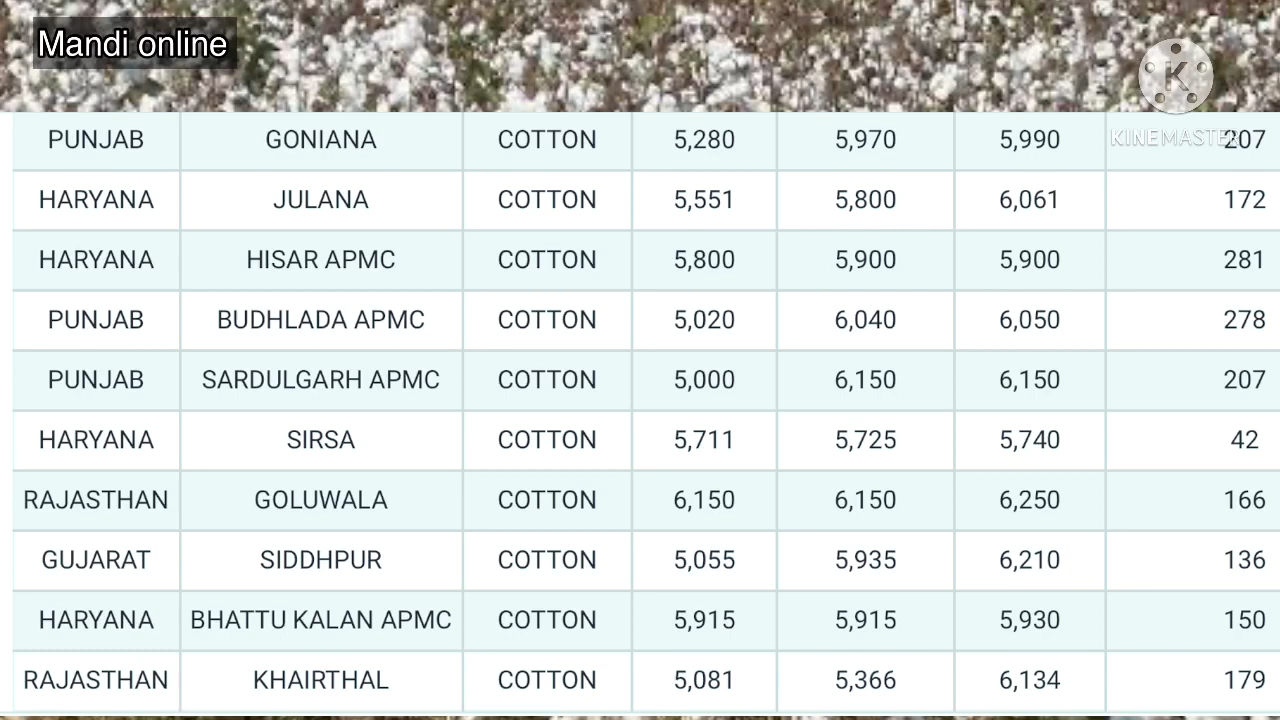 Mandi online
KINEMASTER
PUNJAB GONIANA COTTON 5,280 5,970 5,990 207
HARYANA JULANA COTTON 5,551 5,800 6,061 172
HARYANA HISAR APMC COTTON 5,800 5,900 5,900 281
PUNJAB BUDHLADA APMC COTTON 5,020 6,040 6,050 278
PUNJAB SARDULGARH APMC COTTON 5,000 6,150 6,150 207
HARYANA SIRSA COTTON 5,711 5,725 5,740 42
RAJASTHAN GOLUWALA COTTON 6,150 6,150 6,250 166
GUJARAT SIDDHPUR COTTON 5,055 5,935 6,210 136
HARYANA BHATTU KALAN APMC COTTON 5,915 5,915 5,930 150
RAJASTHAN KHAIRTHAL COTTON 5,081 5,366 6,134 179